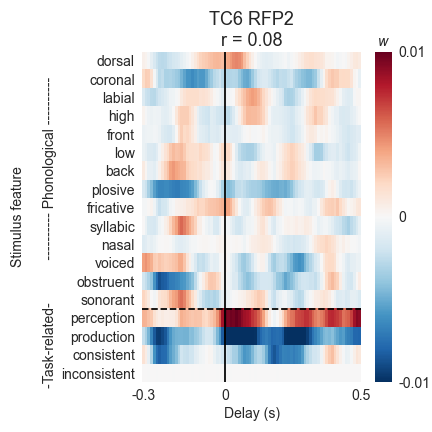 TC6 RFP2
r = 0.08
w
dorsal
coronal
labial
high
front
low
back
plosive
fricative
syllabic
nasal
voiced
obstruent
sonorant
perception
production
consistent
inconsistent
Stimulus feature
---------- Phonological ----------
-Task-related-
0.01
0
-0.01
-0.3
0
0.5
Delay (s)